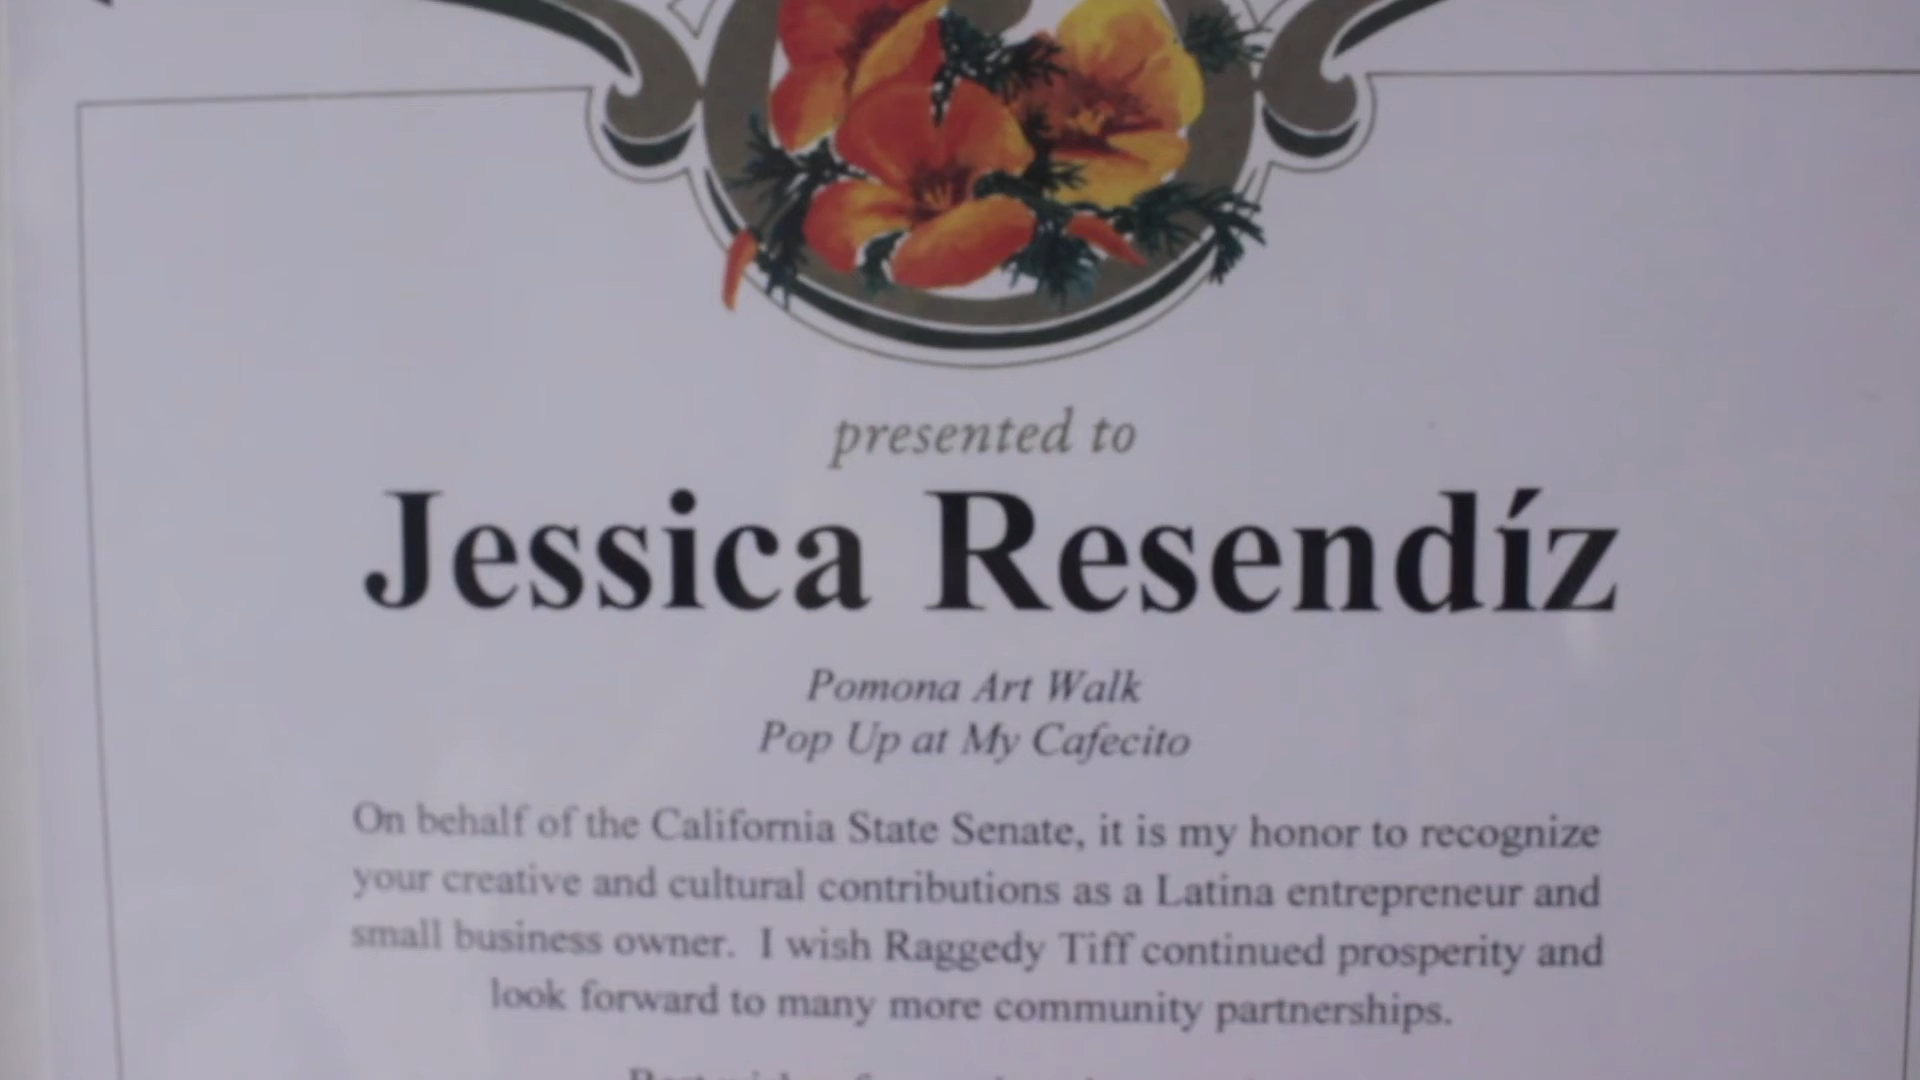 presented to
Jessica Resendíz
Pomona Art Walk
Pop Up at My Cafecito
On behalf of the California State Senate, it is my honor to recognize
your creative and cultural contributions as a Latina entrepreneur and
small business owner.  I wish Raggedy Tiff continued prosperity and
look forward to many more community partnerships.